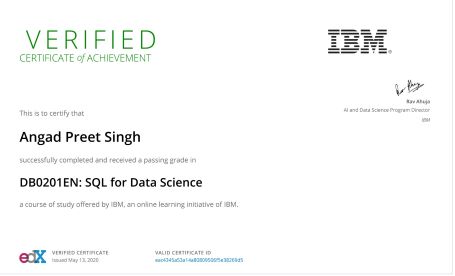 VERIFIED
CERTIFICATE of ACHIEVEMENT
IBM
Rav Ahuja
AI and Data Science Program Director
IBM
This is to certify that
Angad Preet Singh
successfully completed and received a passing grade in
DB0201EN: SQL for Data Science
a course of study offered by IBM, an online learning initiative of IBM.
edX
VERIFIED CERTIFICATE
Issued May 13, 2020
VALID CERTIFICATE ID